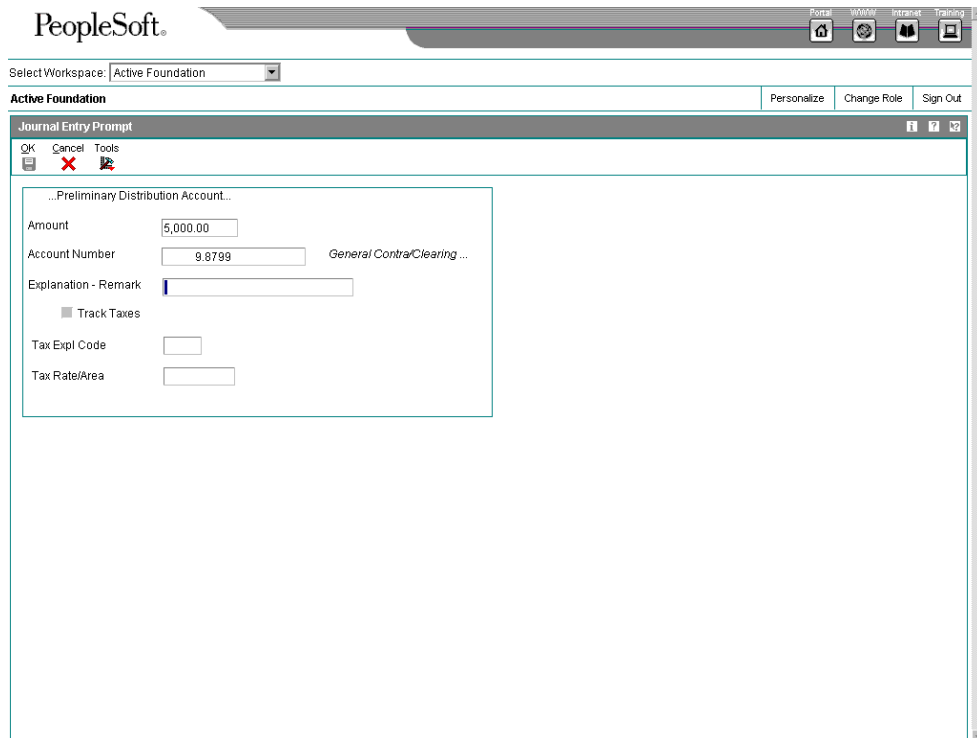 Portal WWW Intranet Training
PeopleSoft.
Select Workspace: Active Foundation
Active Foundation
Personalize Change Role Sign Out
Journal Entry Prompt
OK Cancel Tools
...Preliminary Distribution Account...
Amount 5,000.00
Account Number 9.8799 General Contra/Clearing ...
Explanation - Remark
Track Taxes
Tax Expl Code
Tax Rate/Area